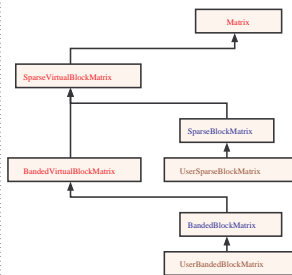 Matrix
SparseVirtualBlockMatrix
SparseBlockMatrix
BandedVirtualBlockMatrix
UserSparseBlockMatrix
BandedBlockMatrix
UserBandedBlockMatrix